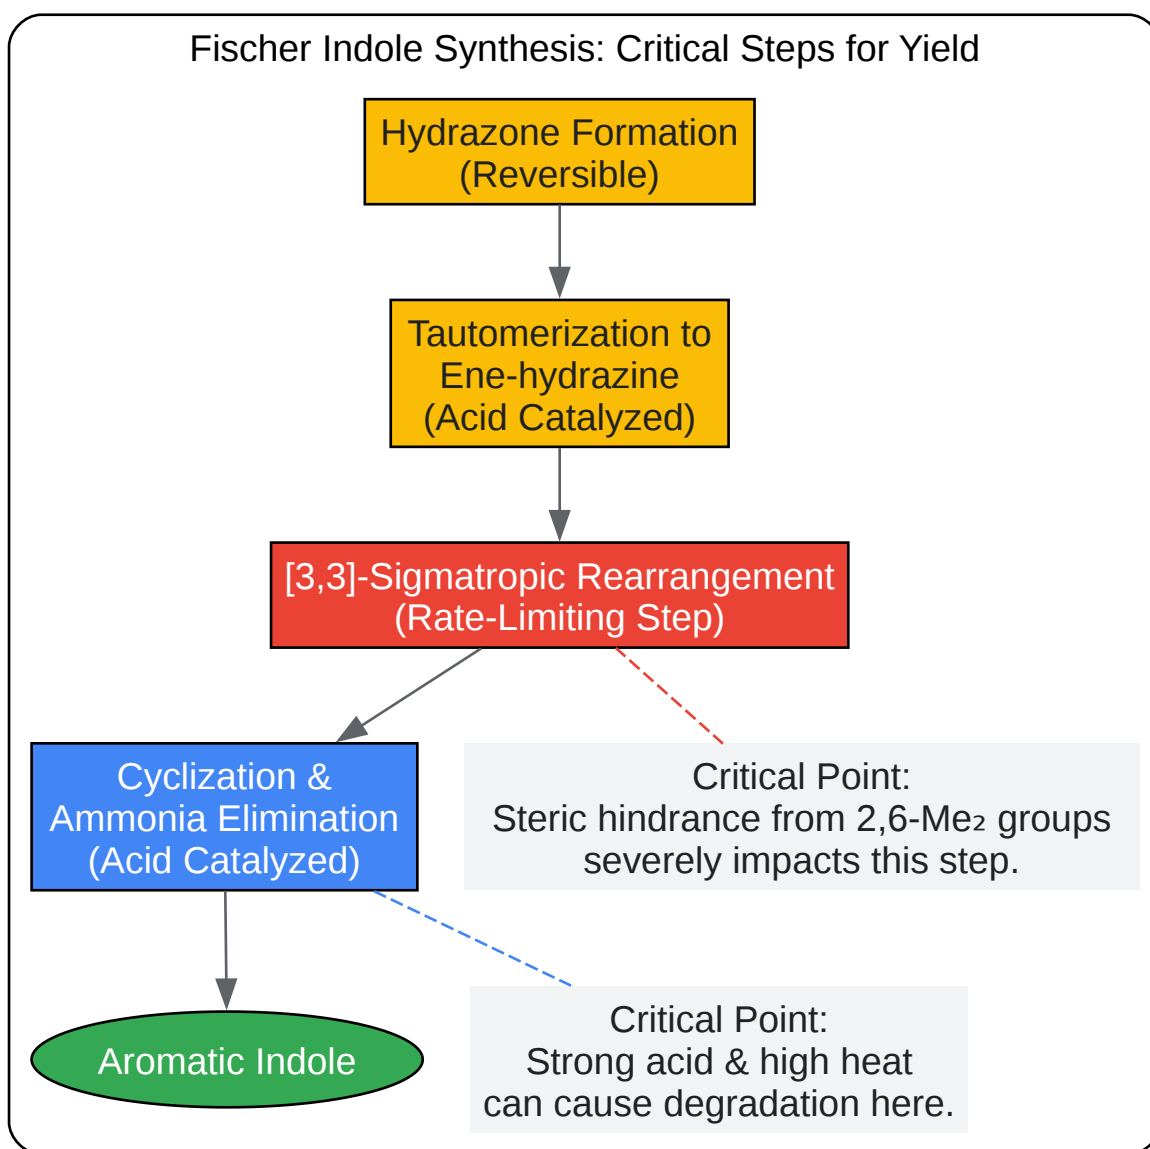 Fischer Indole Synthesis: Critical Steps for Yield
Hydrazone Formation
(Reversible)
Tautomerization to
Ene-hydrazine
(Acid Catalyzed)
[3,3]-Sigmatropic Rearrangement
(Rate-Limiting Step)
Cyclization &
Ammonia Elimination
(Acid Catalyzed)
Critical Point:
Steric hindrance from 2,6-Me₂ groups
severely impacts this step.
Aromatic Indole
Critical Point:
Strong acid & high heat
can cause degradation here.